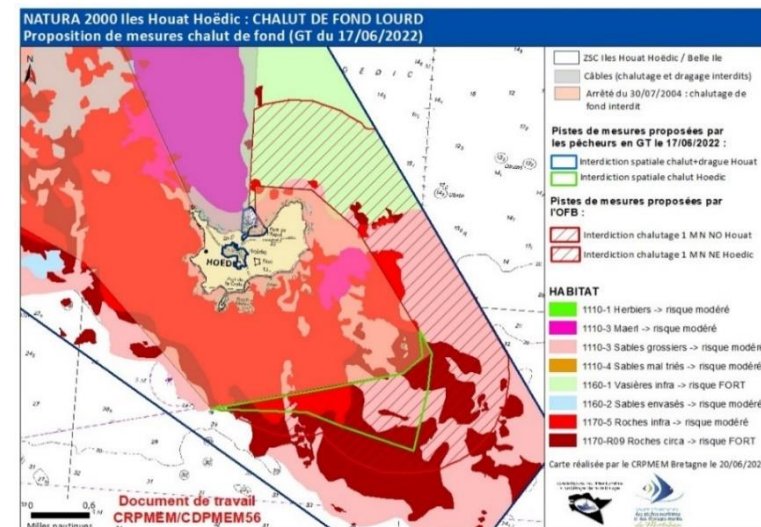 NATURA 2000 Iles Houat Hoëdic : CHALUT DE FOND LOURD
Proposition de mesures chalut de fond (GT du 17/06/2022)
N
ZSC Iles Houat Hoëdic / Belle Ile
Câbles (chalutage et dragage interdits)
Arrêté du 30/07/2004 : chalutage de
fond interdit
Pistes de mesures proposées par
les pêcheurs en GT le 17/06/2022 :
Interdiction spatiale chalut+drague Houat
Interdiction spatiale chalut Hoedic
Pistes de mesures proposées par
l'OFB :
Interdiction chalutage 1 MN NO Houat
Interdiction chalutage 1 MN NE Hoedic
HABITAT
1110-1 Herbiers -> risque modéré
1110-3 Maerl -> risque modéré
1110-3 Sables grossiers -> risque modéré
1110-4 Sables mal triés -> risque modéré
1160-1 Vasières infra -> risque FORT
1160-2 Sables envasés -> risque modéré
1170-5 Roches infra -> risque modéré
1170-R09 Roches circa -> risque FORT
Carte réalisée par le CRPMEM Bretagne le 20/06/202
HOEDIC
0 0,6
Milles nautiques
Document de travail
CRPMEM/CDPMEM56